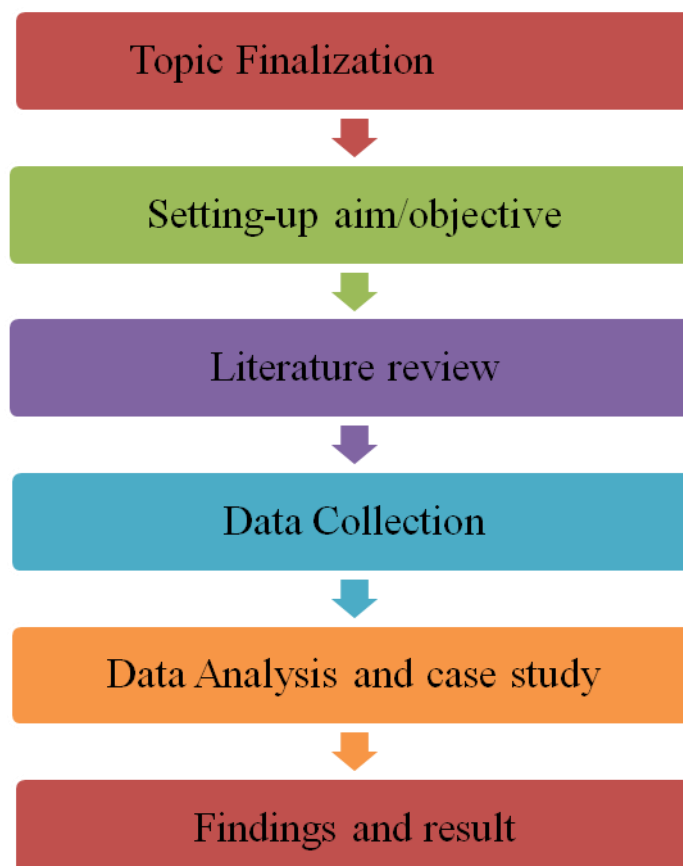 Topic Finalization
Setting-up aim/objective
Literature review
Data Collection
Data Analysis and case study
Findings and result